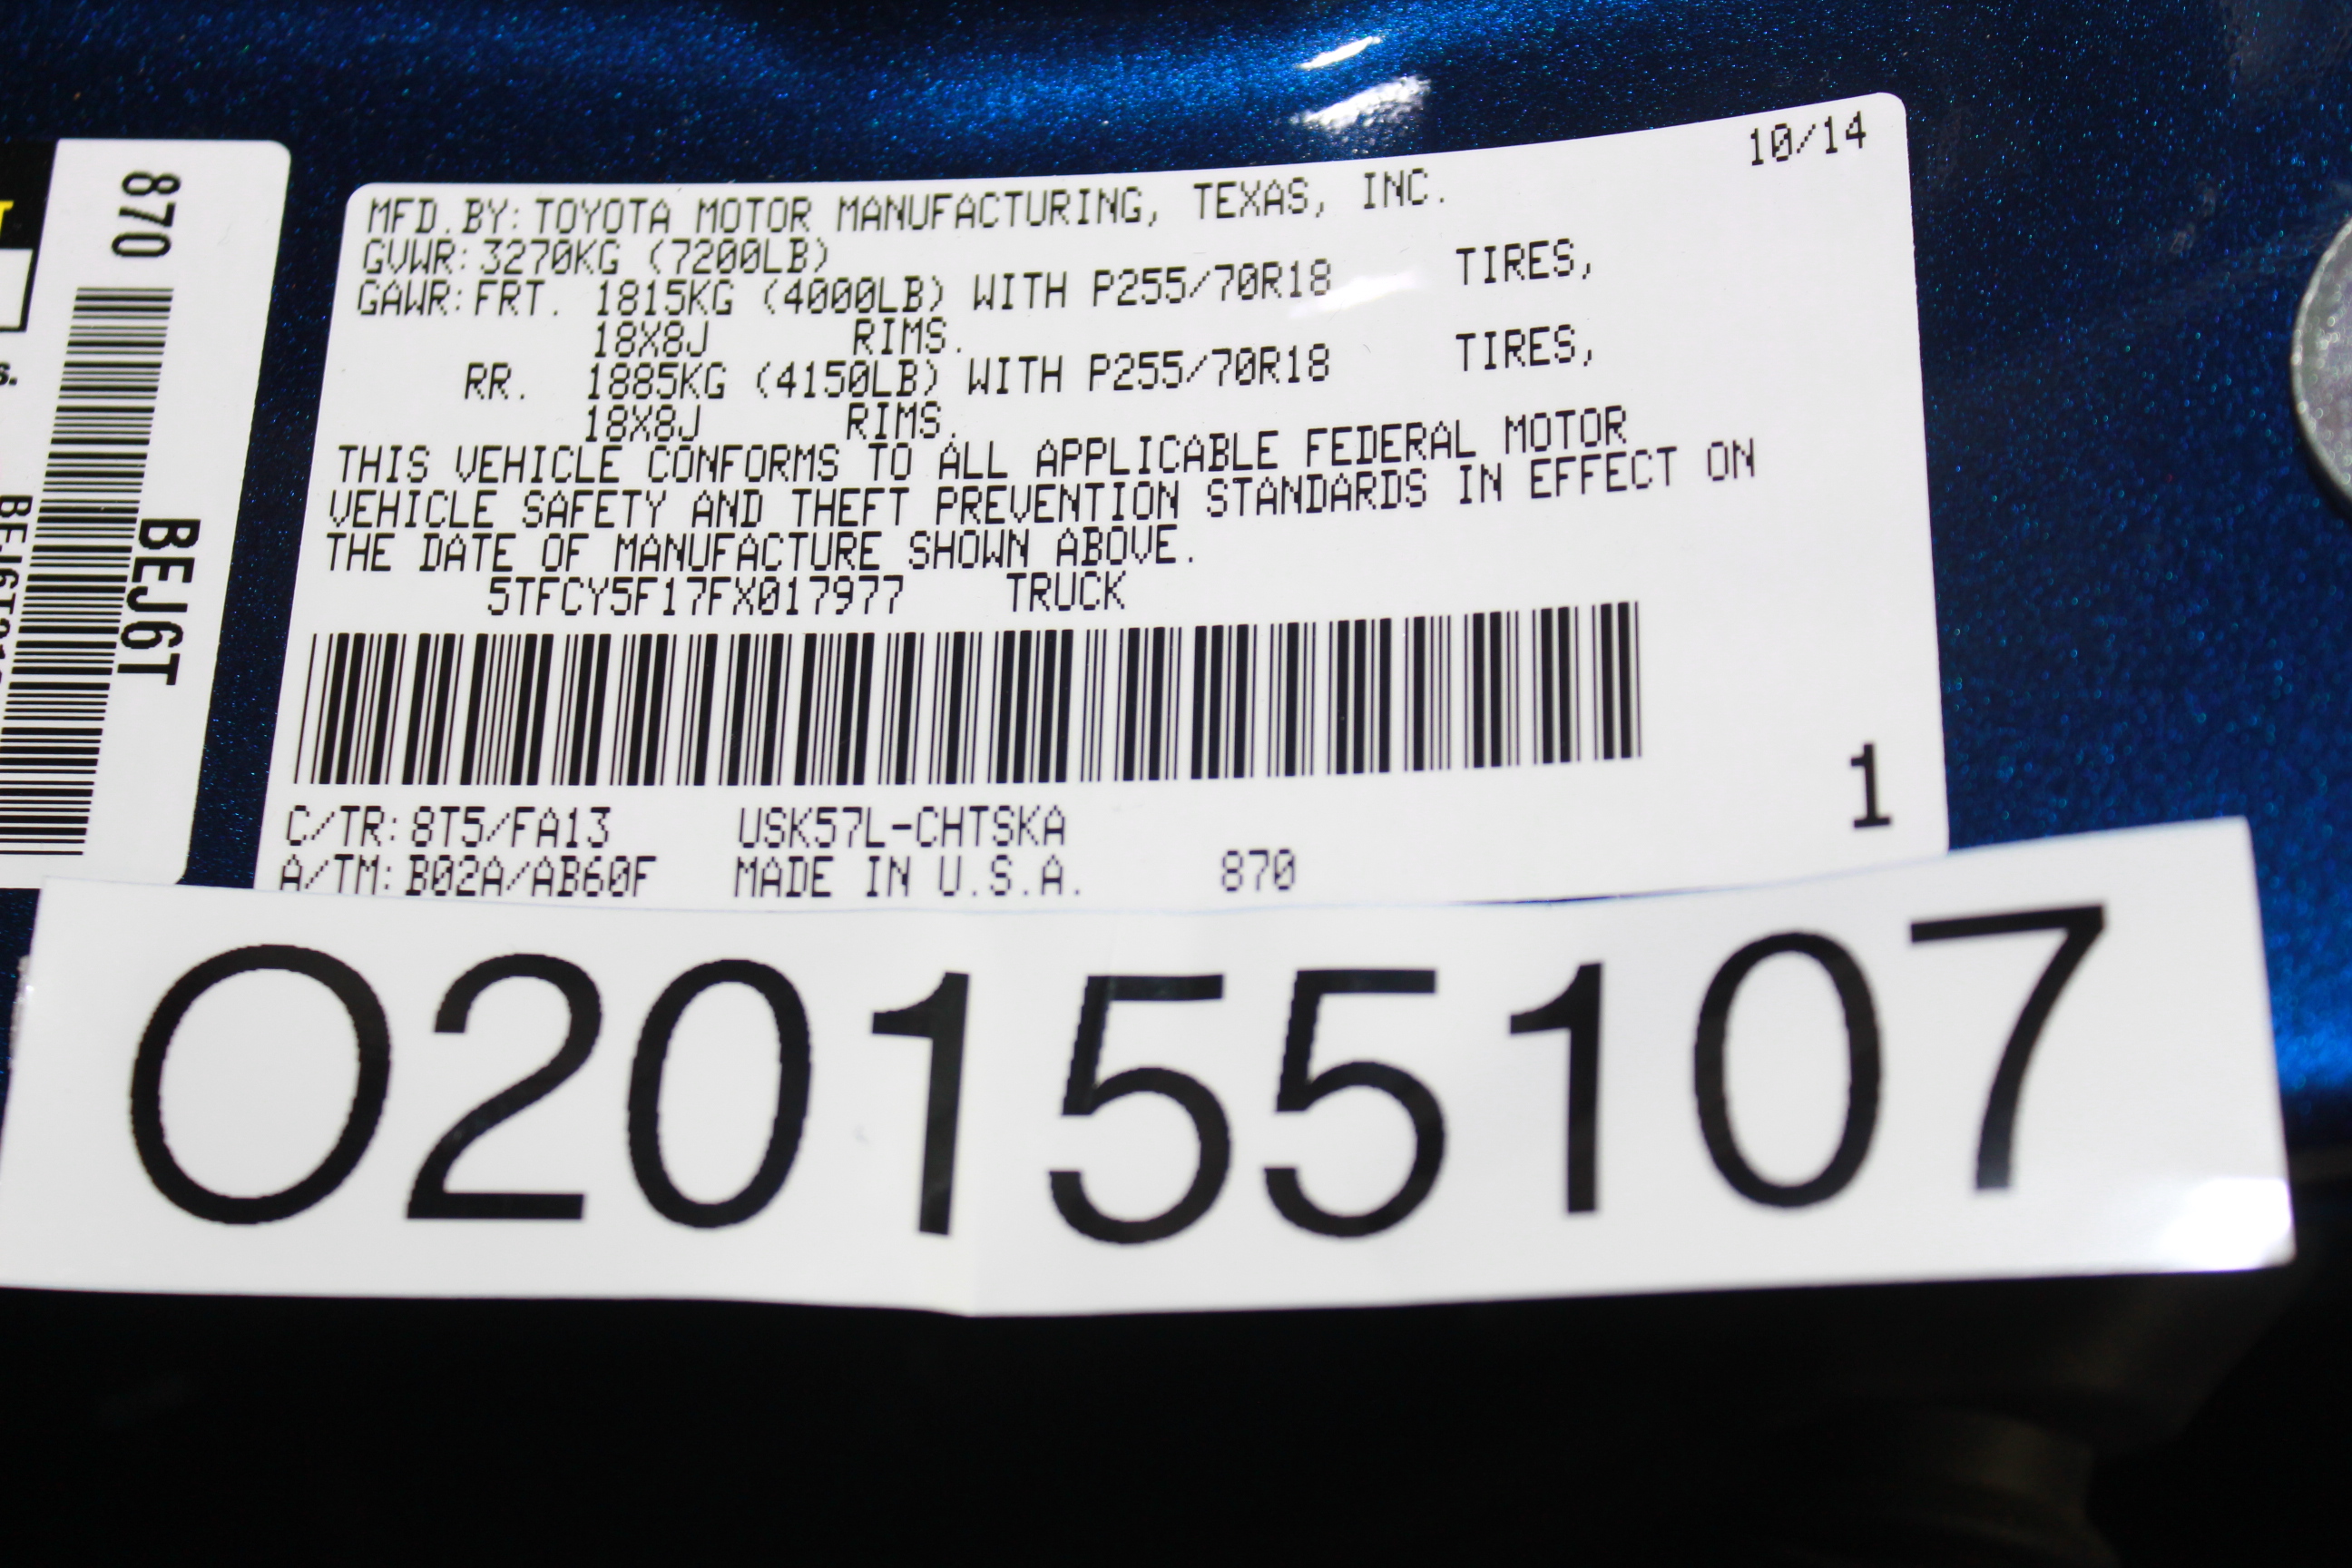 870
BEJ6T
10/14
MFD.BY:TOYOTA MOTOR MANUFACTURING, TEXAS, INC.
GVWR:3270KG (7200LB)
GAWR:FRT. 1815KG (4000LB) WITH P255/70R18 TIRES,
18X8J RIMS.
RR. 1885KG (4150LB) WITH P255/70R18 TIRES,
18X8J RIMS.
THIS VEHICLE CONFORMS TO ALL APPLICABLE FEDERAL MOTOR
VEHICLE SAFETY AND THEFT PREVENTION STANDARDS IN EFFECT ON
THE DATE OF MANUFACTURE SHOWN ABOVE.
5TFCY5F17FX017977 TRUCK
1
C/TR:8T5/FA13 USK57L-CHTSKA
A/TM:B02A/AB60F MADE IN U.S.A. 870
O20155107